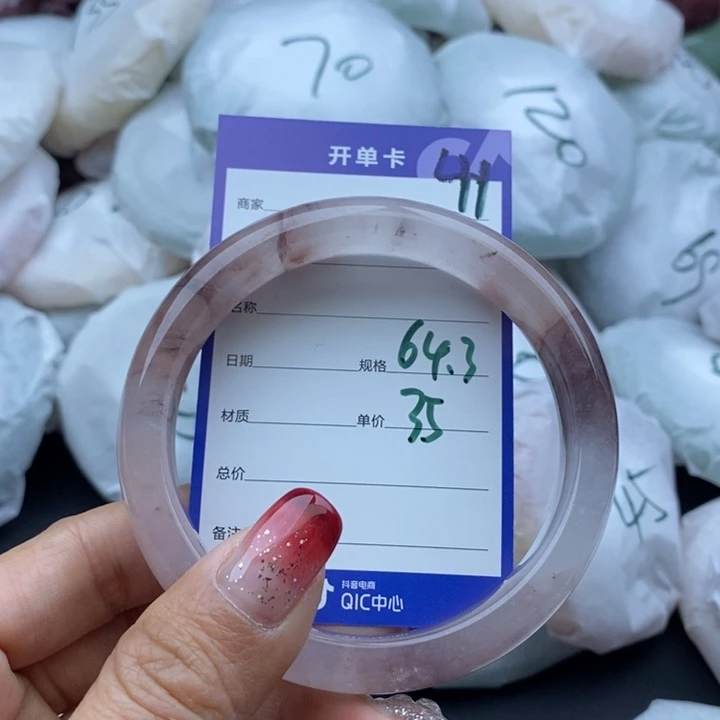 70
120
开单卡
41
商家
名称
日期 规格 64.3
材质 单价 35
总价
备注
45
抖音电商
QIC中心